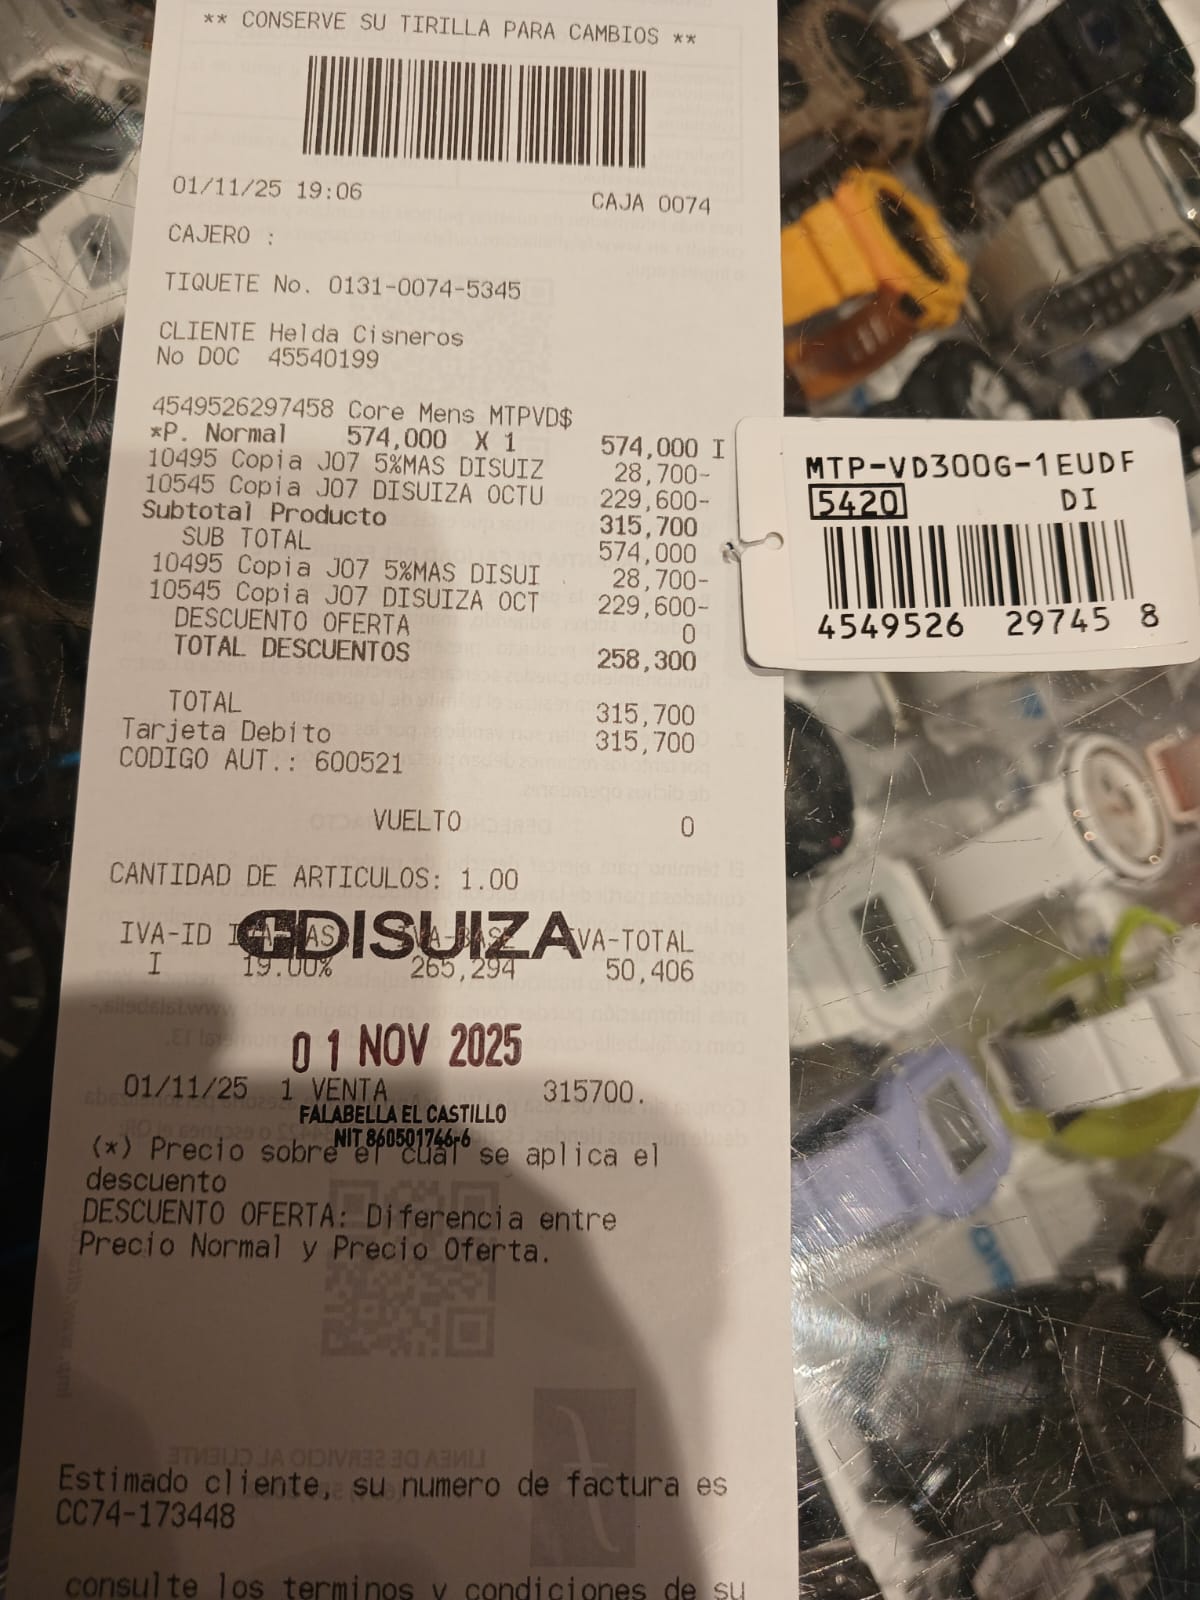 ** CONSERVE SU TIRILLA PARA CAMBIOS **
01/11/25 19:06 CAJA 0074
CAJERO :
TIQUETE No. 0131-0074-5345
CLIENTE Helda Cisneros
No DOC 45540199
4549526297458 Core Mens MTPVD$
*P. Normal 574,000 X 1 574,000 I
10495 Copia J07 5%MAS DISUIZ 28,700-
10545 Copia J07 DISUIZA OCTU 229,600-
Subtotal Producto 315,700
SUB TOTAL 574,000
10495 Copia J07 5%MAS DISUI 28,700-
10545 Copia J07 DISUIZA OCT 229,600-
DESCUENTO OFERTA 0
TOTAL DESCUENTOS 258,300
TOTAL 315,700
Tarjeta Debito 315,700
CODIGO AUT.: 600521
VUELTO 0
CANTIDAD DE ARTICULOS: 1.00
DISUIZA
IVA-ID IVA-BASE IVA-TOTAL
I 19.00% 265,294 50,406
01 NOV 2025
01/11/25 1 VENTA 315700.
FALABELLA EL CASTILLO
NIT 860501746-6
(*) Precio sobre el cual se aplica el
descuento
DESCUENTO OFERTA: Diferencia entre
Precio Normal y Precio Oferta.
Estimado cliente, su numero de factura es
CC74-173448
consulte los terminos y condiciones de su
MTP-VD300G-1EUDF
5420 DI
4549526 29745 8